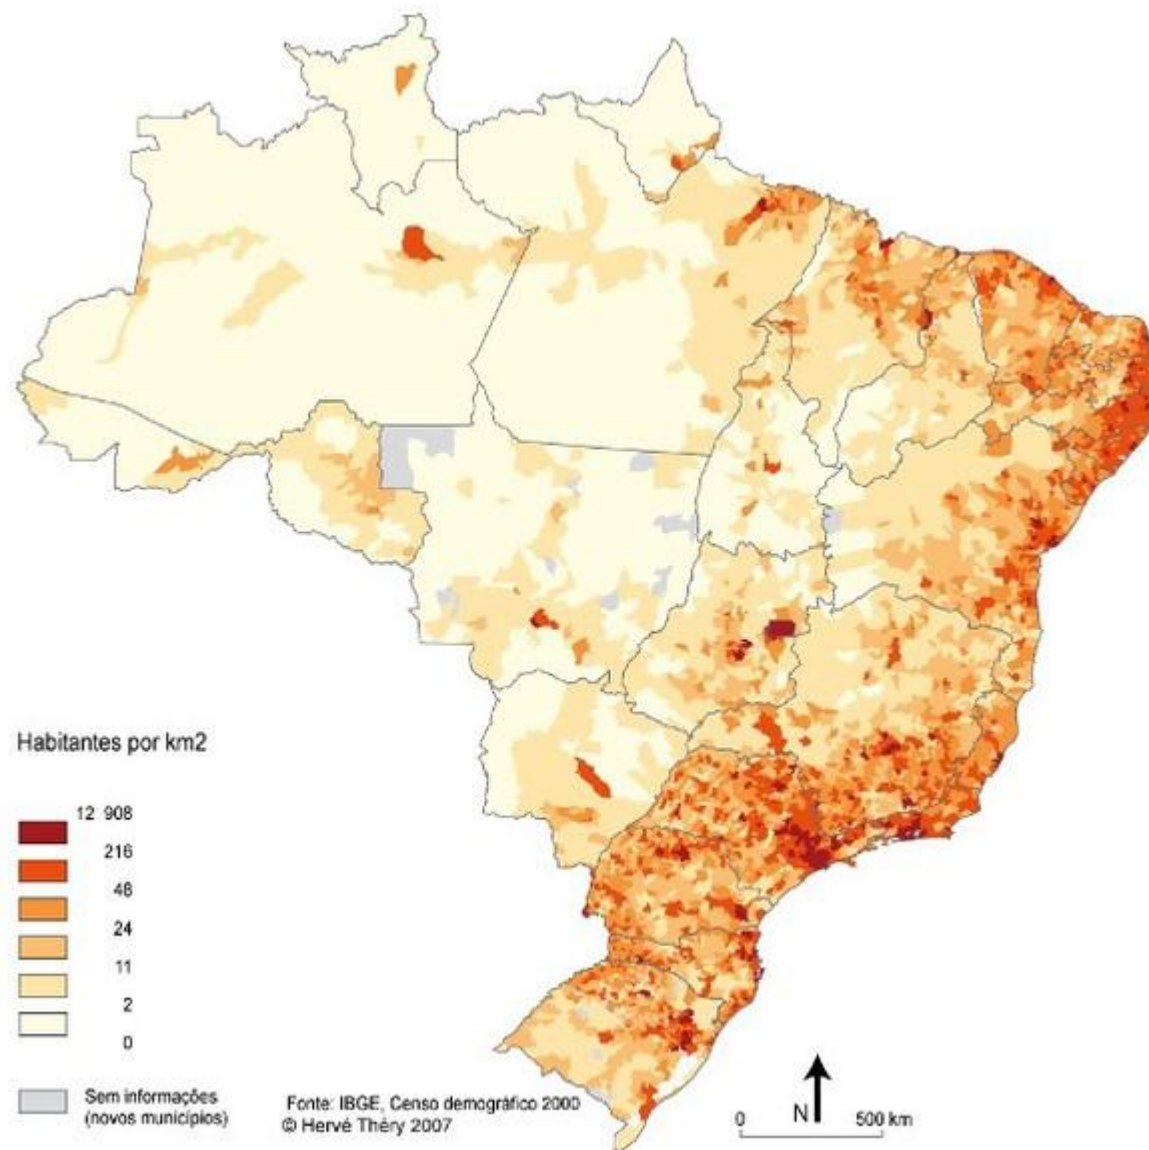 Habitantes por km2
12 908
216
48
24
11
2
0
Sem informações
(novos municípios)
Fonte: IBGE, Censo demográfico 2000
© Hervé Théry 2007
N
0 500 km